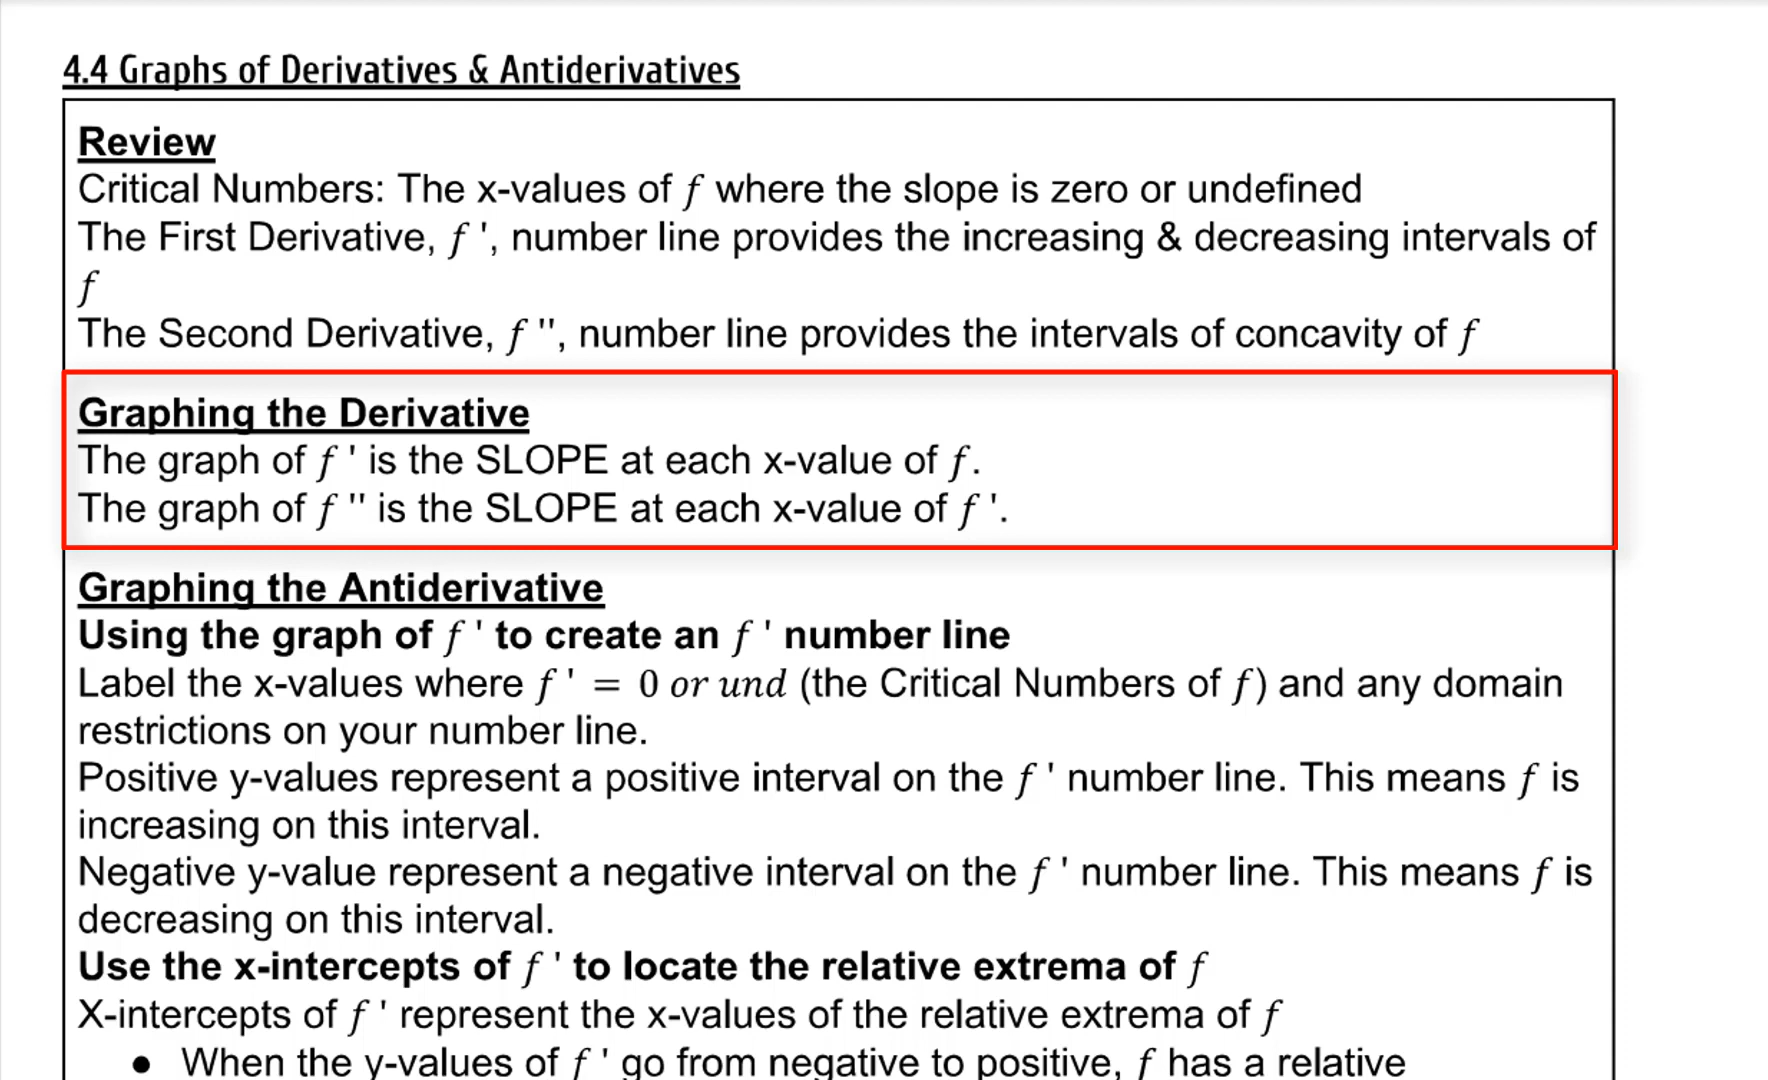 4.4 Graphs of Derivatives & Antiderivatives
Review
Critical Numbers: The x-values of f where the slope is zero or undefined
The First Derivative, f ', number line provides the increasing & decreasing intervals of
f
The Second Derivative, f '', number line provides the intervals of concavity of f
Graphing the Derivative
The graph of f ' is the SLOPE at each x-value of f.
The graph of f '' is the SLOPE at each x-value of f '.
Graphing the Antiderivative
Using the graph of f ' to create an f ' number line
Label the x-values where f ' = 0 or und (the Critical Numbers of f) and any domain
restrictions on your number line.
Positive y-values represent a positive interval on the f ' number line. This means f is
increasing on this interval.
Negative y-value represent a negative interval on the f ' number line. This means f is
decreasing on this interval.
Use the x-intercepts of f ' to locate the relative extrema of f
X-intercepts of f ' represent the x-values of the relative extrema of f
● When the y-values of f ' go from negative to positive, f has a relative